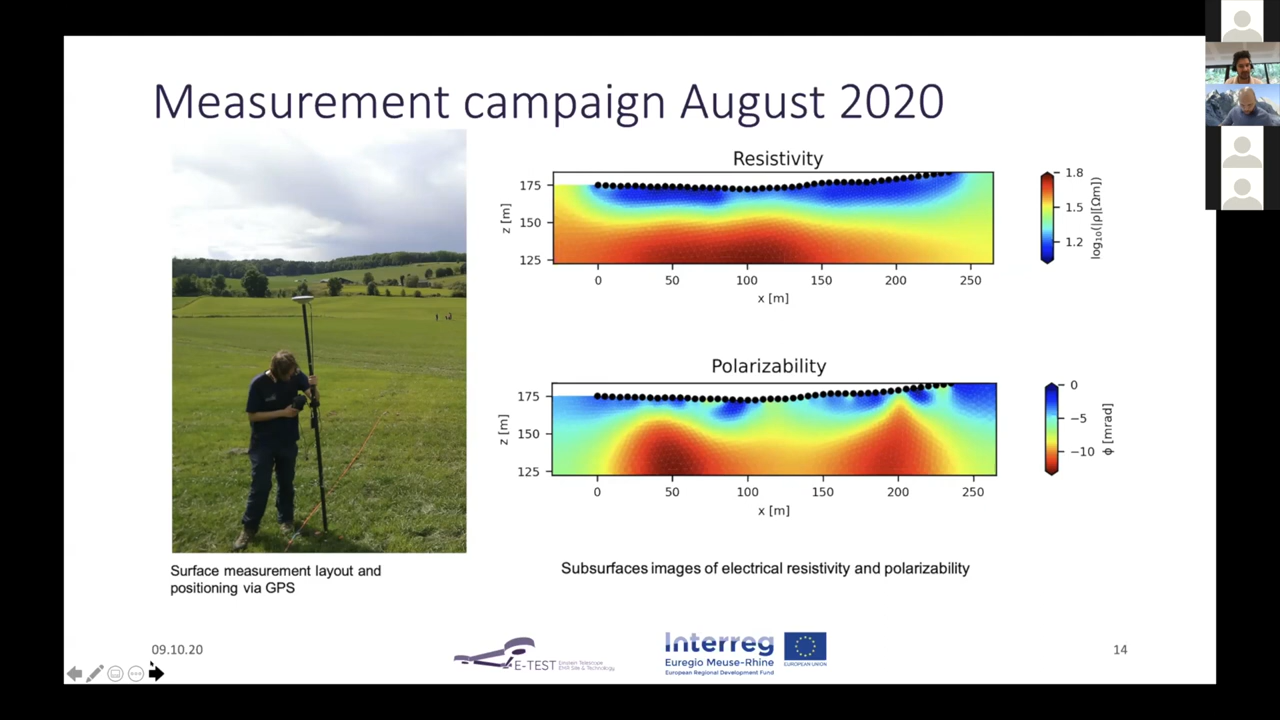 Measurement campaign August 2020
Resistivity
175
150
125
z [m]
0 50 100 150 200 250
x [m]
1.8
1.5
1.2
log₁₀(|ρ|[Ωm])
Polarizability
175
150
125
z [m]
0 50 100 150 200 250
x [m]
0
−5
−10
ϕ [mrad]
Surface measurement layout and
positioning via GPS
Subsurfaces images of electrical resistivity and polarizability
09.10.20
E-TEST
Einstein Telescope
EMR Site & Technology
Interreg
Euregio Meuse-Rhine
European Regional Development Fund
EUROPEAN UNION
14